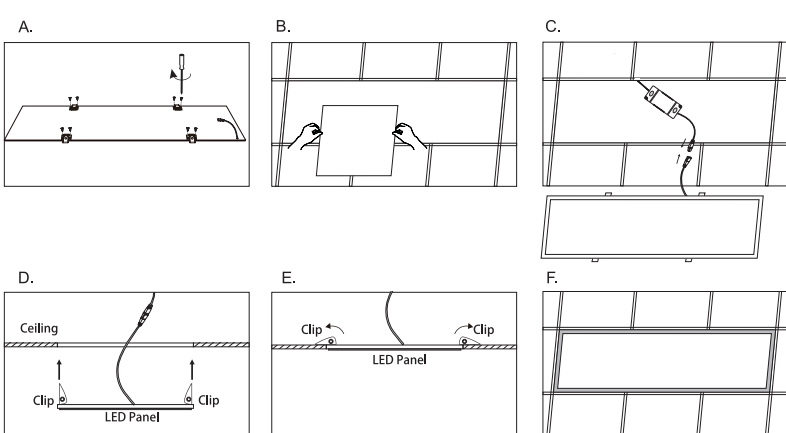 A.
B.
C.
D.
Ceiling
Clip
Clip
LED Panel
E.
Clip
Clip
LED Panel
F.